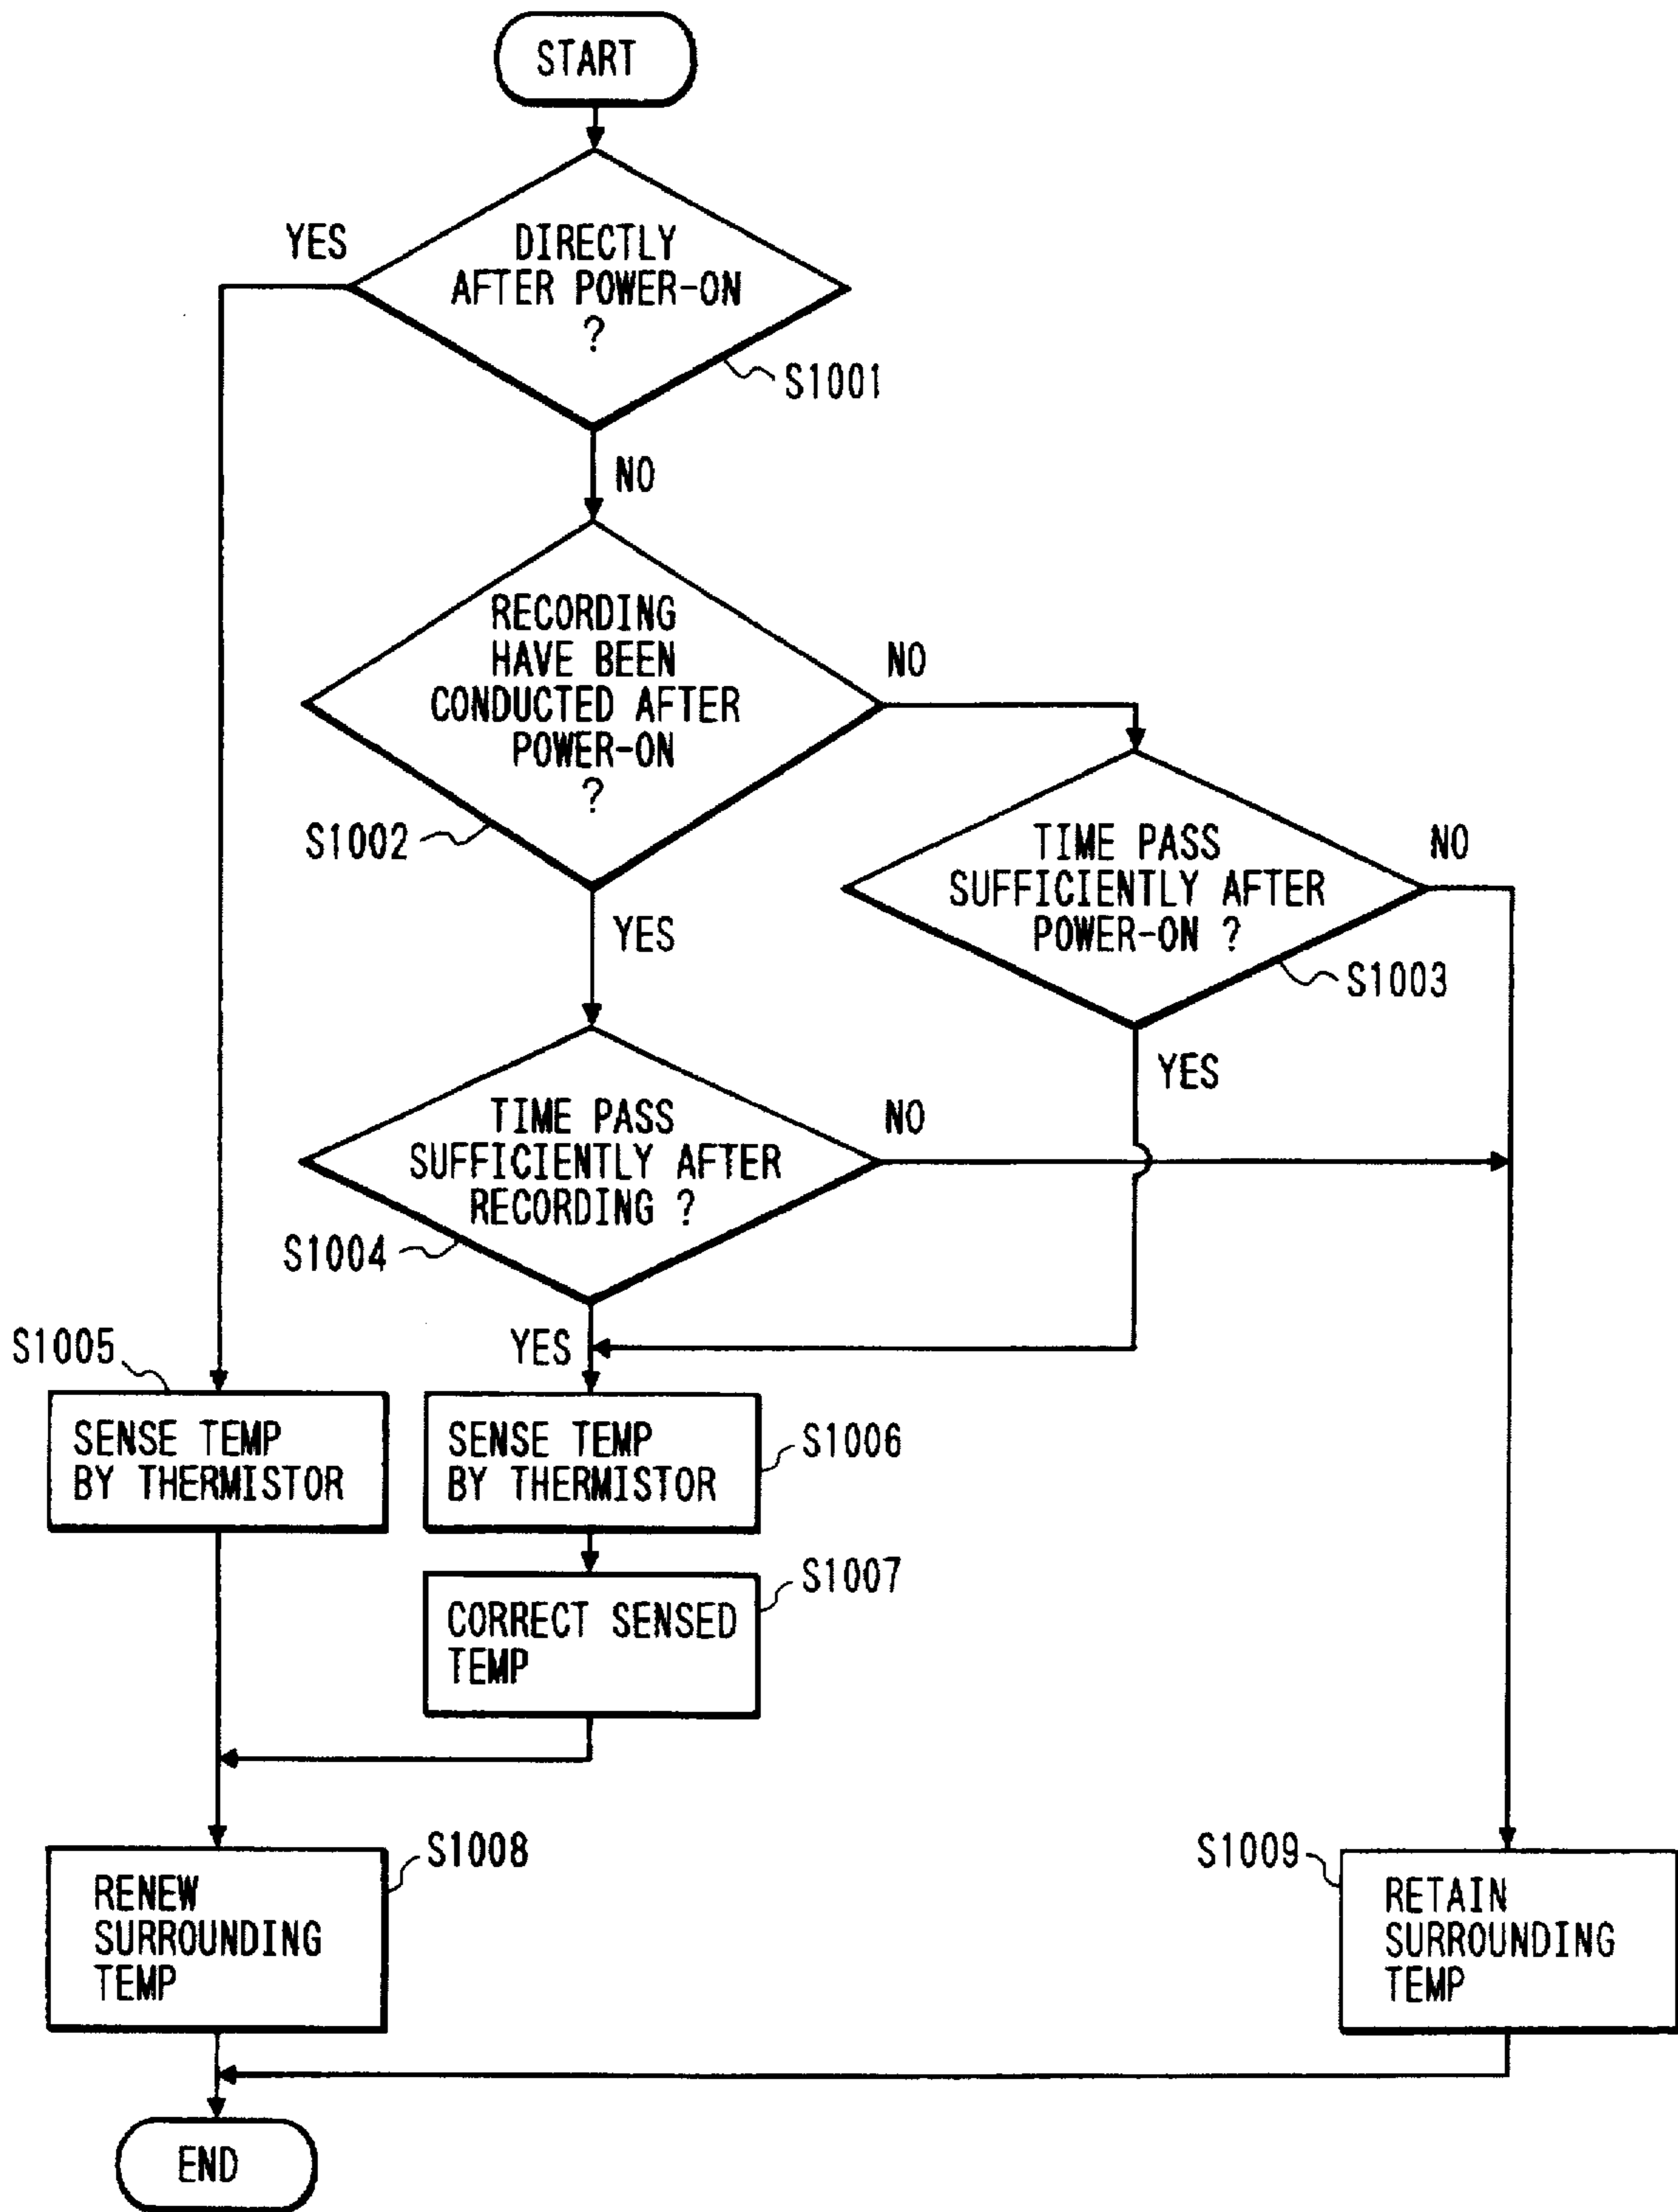 START
YES
DIRECTLY
AFTER POWER-ON
?
S1001
NO
RECORDING
HAVE BEEN
CONDUCTED AFTER
POWER-ON
?
NO
S1002
YES
TIME PASS
SUFFICIENTLY AFTER
POWER-ON ?
NO
S1003
YES
TIME PASS
SUFFICIENTLY AFTER
RECORDING ?
NO
S1004
YES
S1005
SENSE TEMP
BY THERMISTOR
SENSE TEMP
BY THERMISTOR
S1006
CORRECT SENSED
TEMP
S1007
RENEW
SURROUNDING
TEMP
S1008
S1009
RETAIN
SURROUNDING
TEMP
END